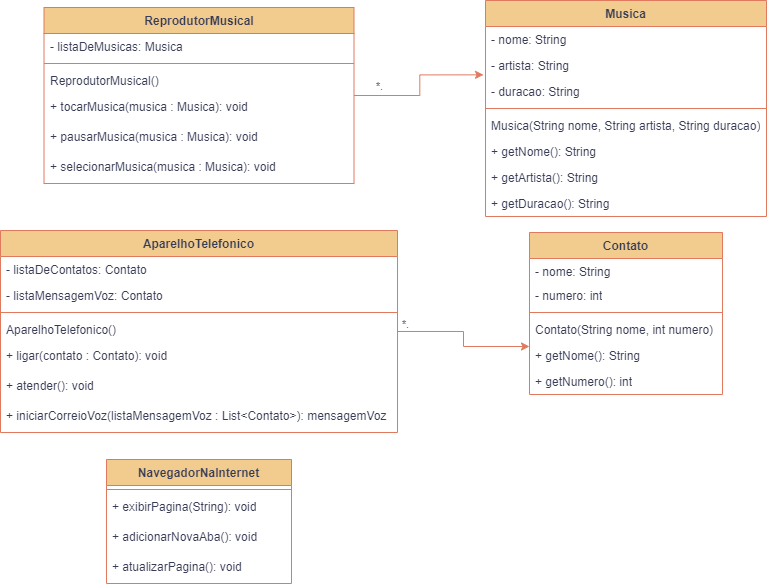 ReprodutorMusical
- listaDeMusicas: Musica
ReprodutorMusical()
+ tocarMusica(musica : Musica): void
+ pausarMusica(musica : Musica): void
+ selecionarMusica(musica : Musica): void
*.
Musica
- nome: String
- artista: String
- duracao: String
Musica(String nome, String artista, String duracao)
+ getNome(): String
+ getArtista(): String
+ getDuracao(): String
AparelhoTelefonico
- listaDeContatos: Contato
- listaMensagemVoz: Contato
AparelhoTelefonico()
+ ligar(contato : Contato): void
+ atender(): void
+ iniciarCorreioVoz(listaMensagemVoz : List<Contato>): mensagemVoz
*.
Contato
- nome: String
- numero: int
Contato(String nome, int numero)
+ getNome(): String
+ getNumero(): int
NavegadorNaInternet
+ exibirPagina(String): void
+ adicionarNovaAba(): void
+ atualizarPagina(): void